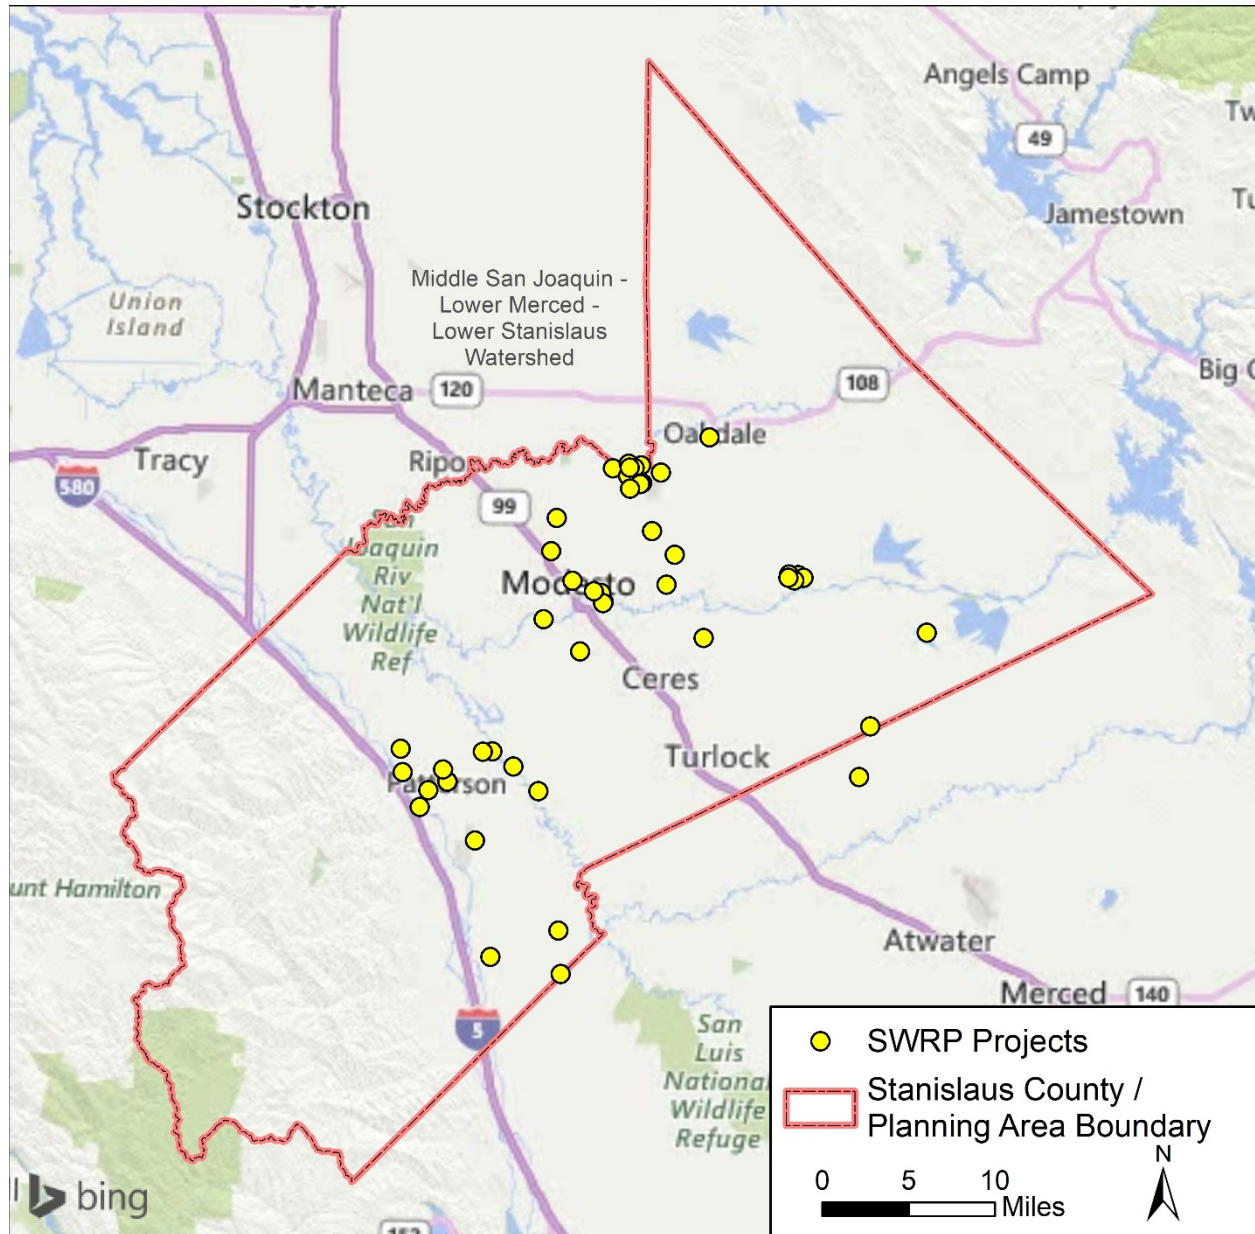 Angels Camp
Tw
49
Stockton
Jamestown
Tu
Middle San Joaquin -
Lower Merced -
Lower Stanislaus
Watershed
Union
Island
Manteca
120
108
Big O
Tracy
Ripo
Oakdale
580
99
San
Joaquin
Riv
Nat'l
Wildlife
Ref
Modesto
Ceres
Turlock
Patterson
unt Hamilton
Atwater
Merced
140
5
San
Luis
National
Wildlife
Refuge
SWRP Projects
Stanislaus County /
Planning Area Boundary
N
0 5 10
Miles
bing